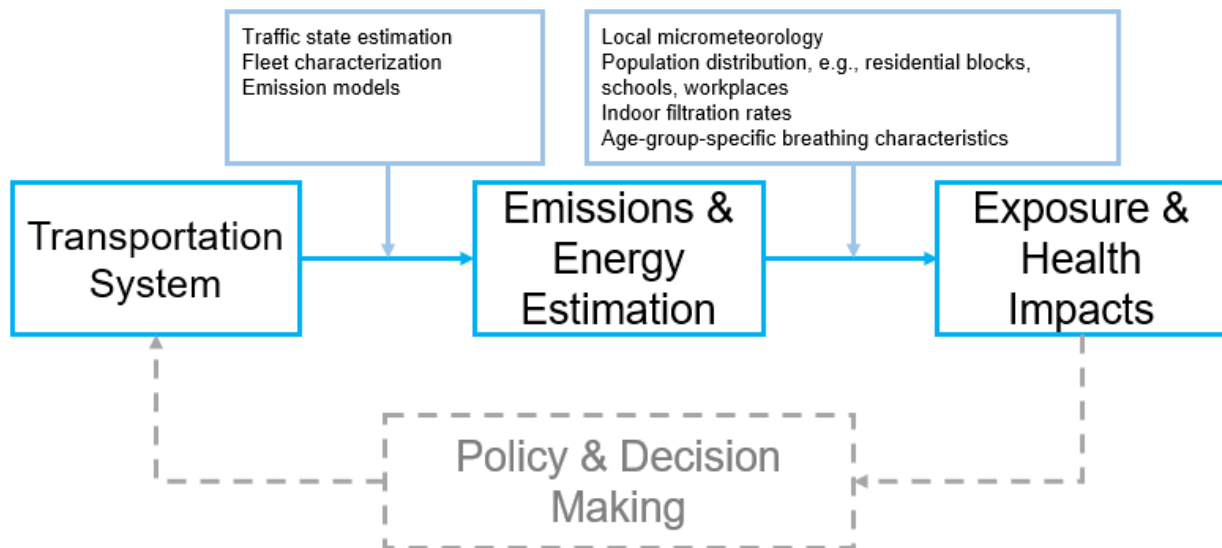 Traffic state estimation
Fleet characterization
Emission models
Local micrometeorology
Population distribution, e.g., residential blocks,
schools, workplaces
Indoor filtration rates
Age-group-specific breathing characteristics
Transportation
System
Emissions &
Energy
Estimation
Exposure &
Health
Impacts
Policy & Decision
Making